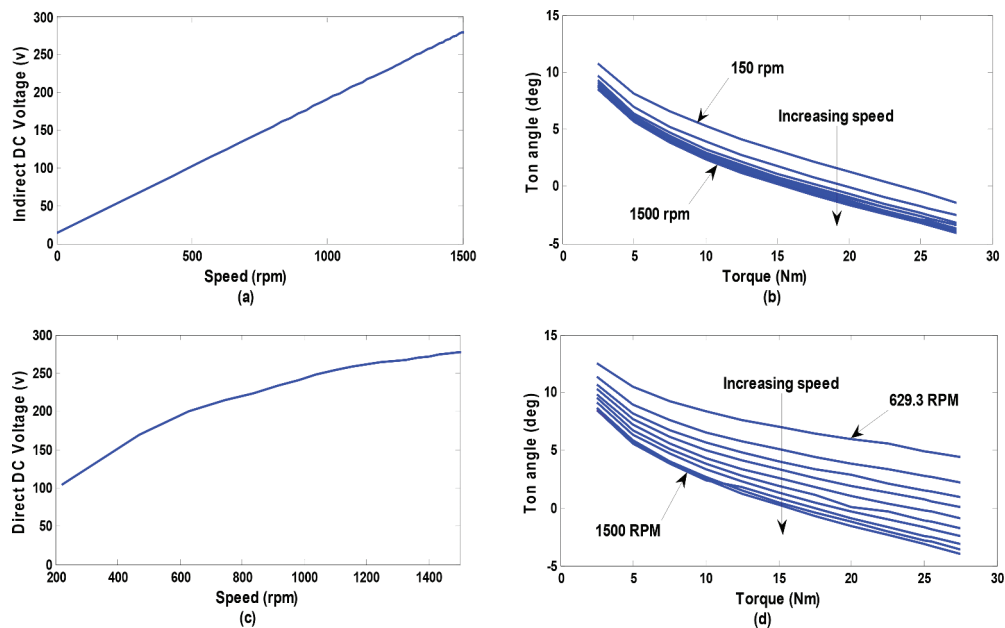 300
250
200
150
100
50
0
Indirect DC Voltage (v)
0
500
1000
1500
Speed (rpm)
(a)
15
10
5
0
-5
Ton angle (deg)
150 rpm
Increasing speed
1500 rpm
0
5
10
15
20
25
30
Torque (Nm)
(b)
300
250
200
150
100
50
0
Direct DC Voltage (v)
200
400
600
800
1000
1200
1400
Speed (rpm)
(c)
15
10
5
0
-5
Ton angle (deg)
Increasing speed
629.3 RPM
1500 RPM
0
5
10
15
20
25
30
Torque (Nm)
(d)